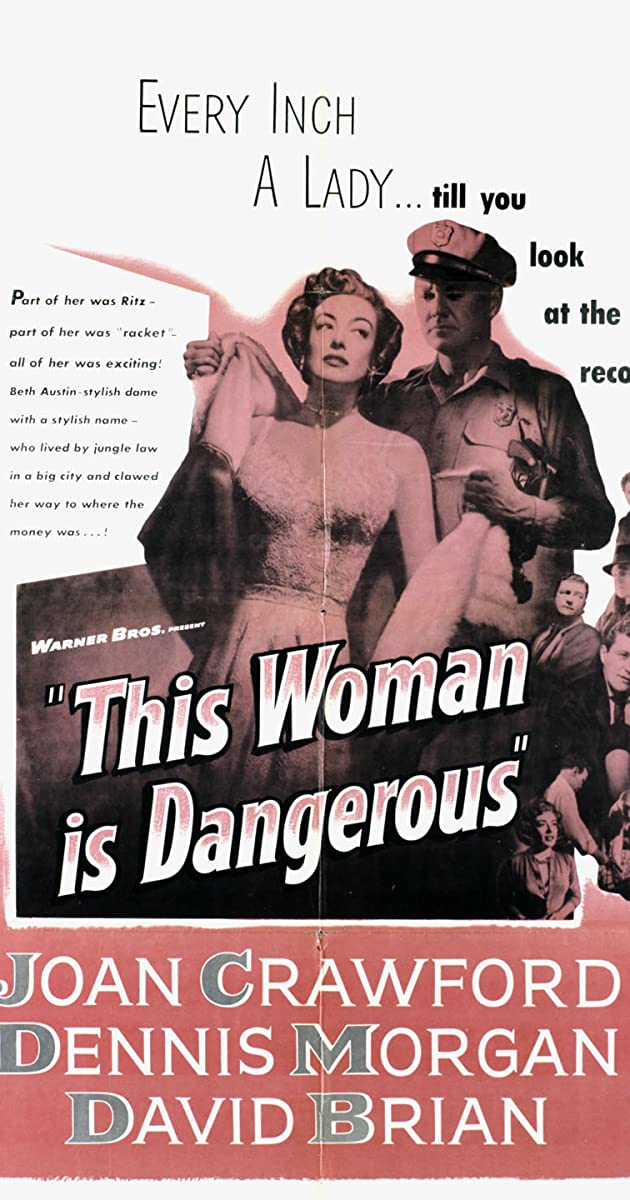 EVERY INCH
A LADY... till you
look
at the
reco
Part of her was Ritz –
part of her was "racket" –
all of her was exciting!
Beth Austin-stylish dame
with a stylish name –
who lived by jungle law
in a big city and clawed
her way to where the
money was...!
WARNER BROS. PRESENT
"This Woman
is Dangerous"
JOAN CRAWFORD
DENNIS MORGAN
DAVID BRIAN